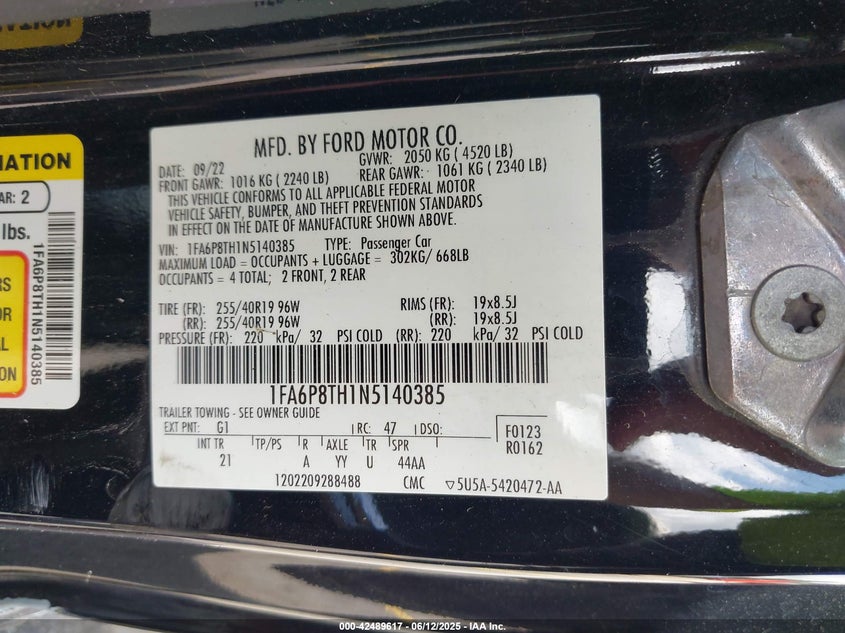 MATION
AR: 2
lbs.
RS
OR
AL
ON
1FA6P8TH1N5140385
MFD. BY FORD MOTOR CO.
DATE: 09/22 GVWR: 2050 KG ( 4520 LB)
FRONT GAWR: 1016 KG ( 2240 LB) REAR GAWR: 1061 KG ( 2340 LB)
THIS VEHICLE CONFORMS TO ALL APPLICABLE FEDERAL MOTOR
VEHICLE SAFETY, BUMPER, AND THEFT PREVENTION STANDARDS
IN EFFECT ON THE DATE OF MANUFACTURE SHOWN ABOVE.
VIN: 1FA6P8TH1N5140385 TYPE: Passenger Car
MAXIMUM LOAD = OCCUPANTS + LUGGAGE = 302KG/ 668LB
OCCUPANTS = 4 TOTAL; 2 FRONT, 2 REAR
TIRE (FR): 255/40R19 96W RIMS (FR): 19x8.5J
(RR): 255/40R19 96W (RR): 19x8.5J
PRESSURE (FR): 220 kPa/ 32 PSI COLD (RR): 220 kPa/ 32 PSI COLD
1FA6P8TH1N5140385
TRAILER TOWING - SEE OWNER GUIDE
EXT PNT: G1 RC: 47 DSO: F0123
R0162
INT TR TP/PS R AXLE TR SPR
21 A YY U 44AA
1202209288488 CMC ▽5U5A-5420472-AA
000-42489617 - 06/12/2025 - IAA Inc.